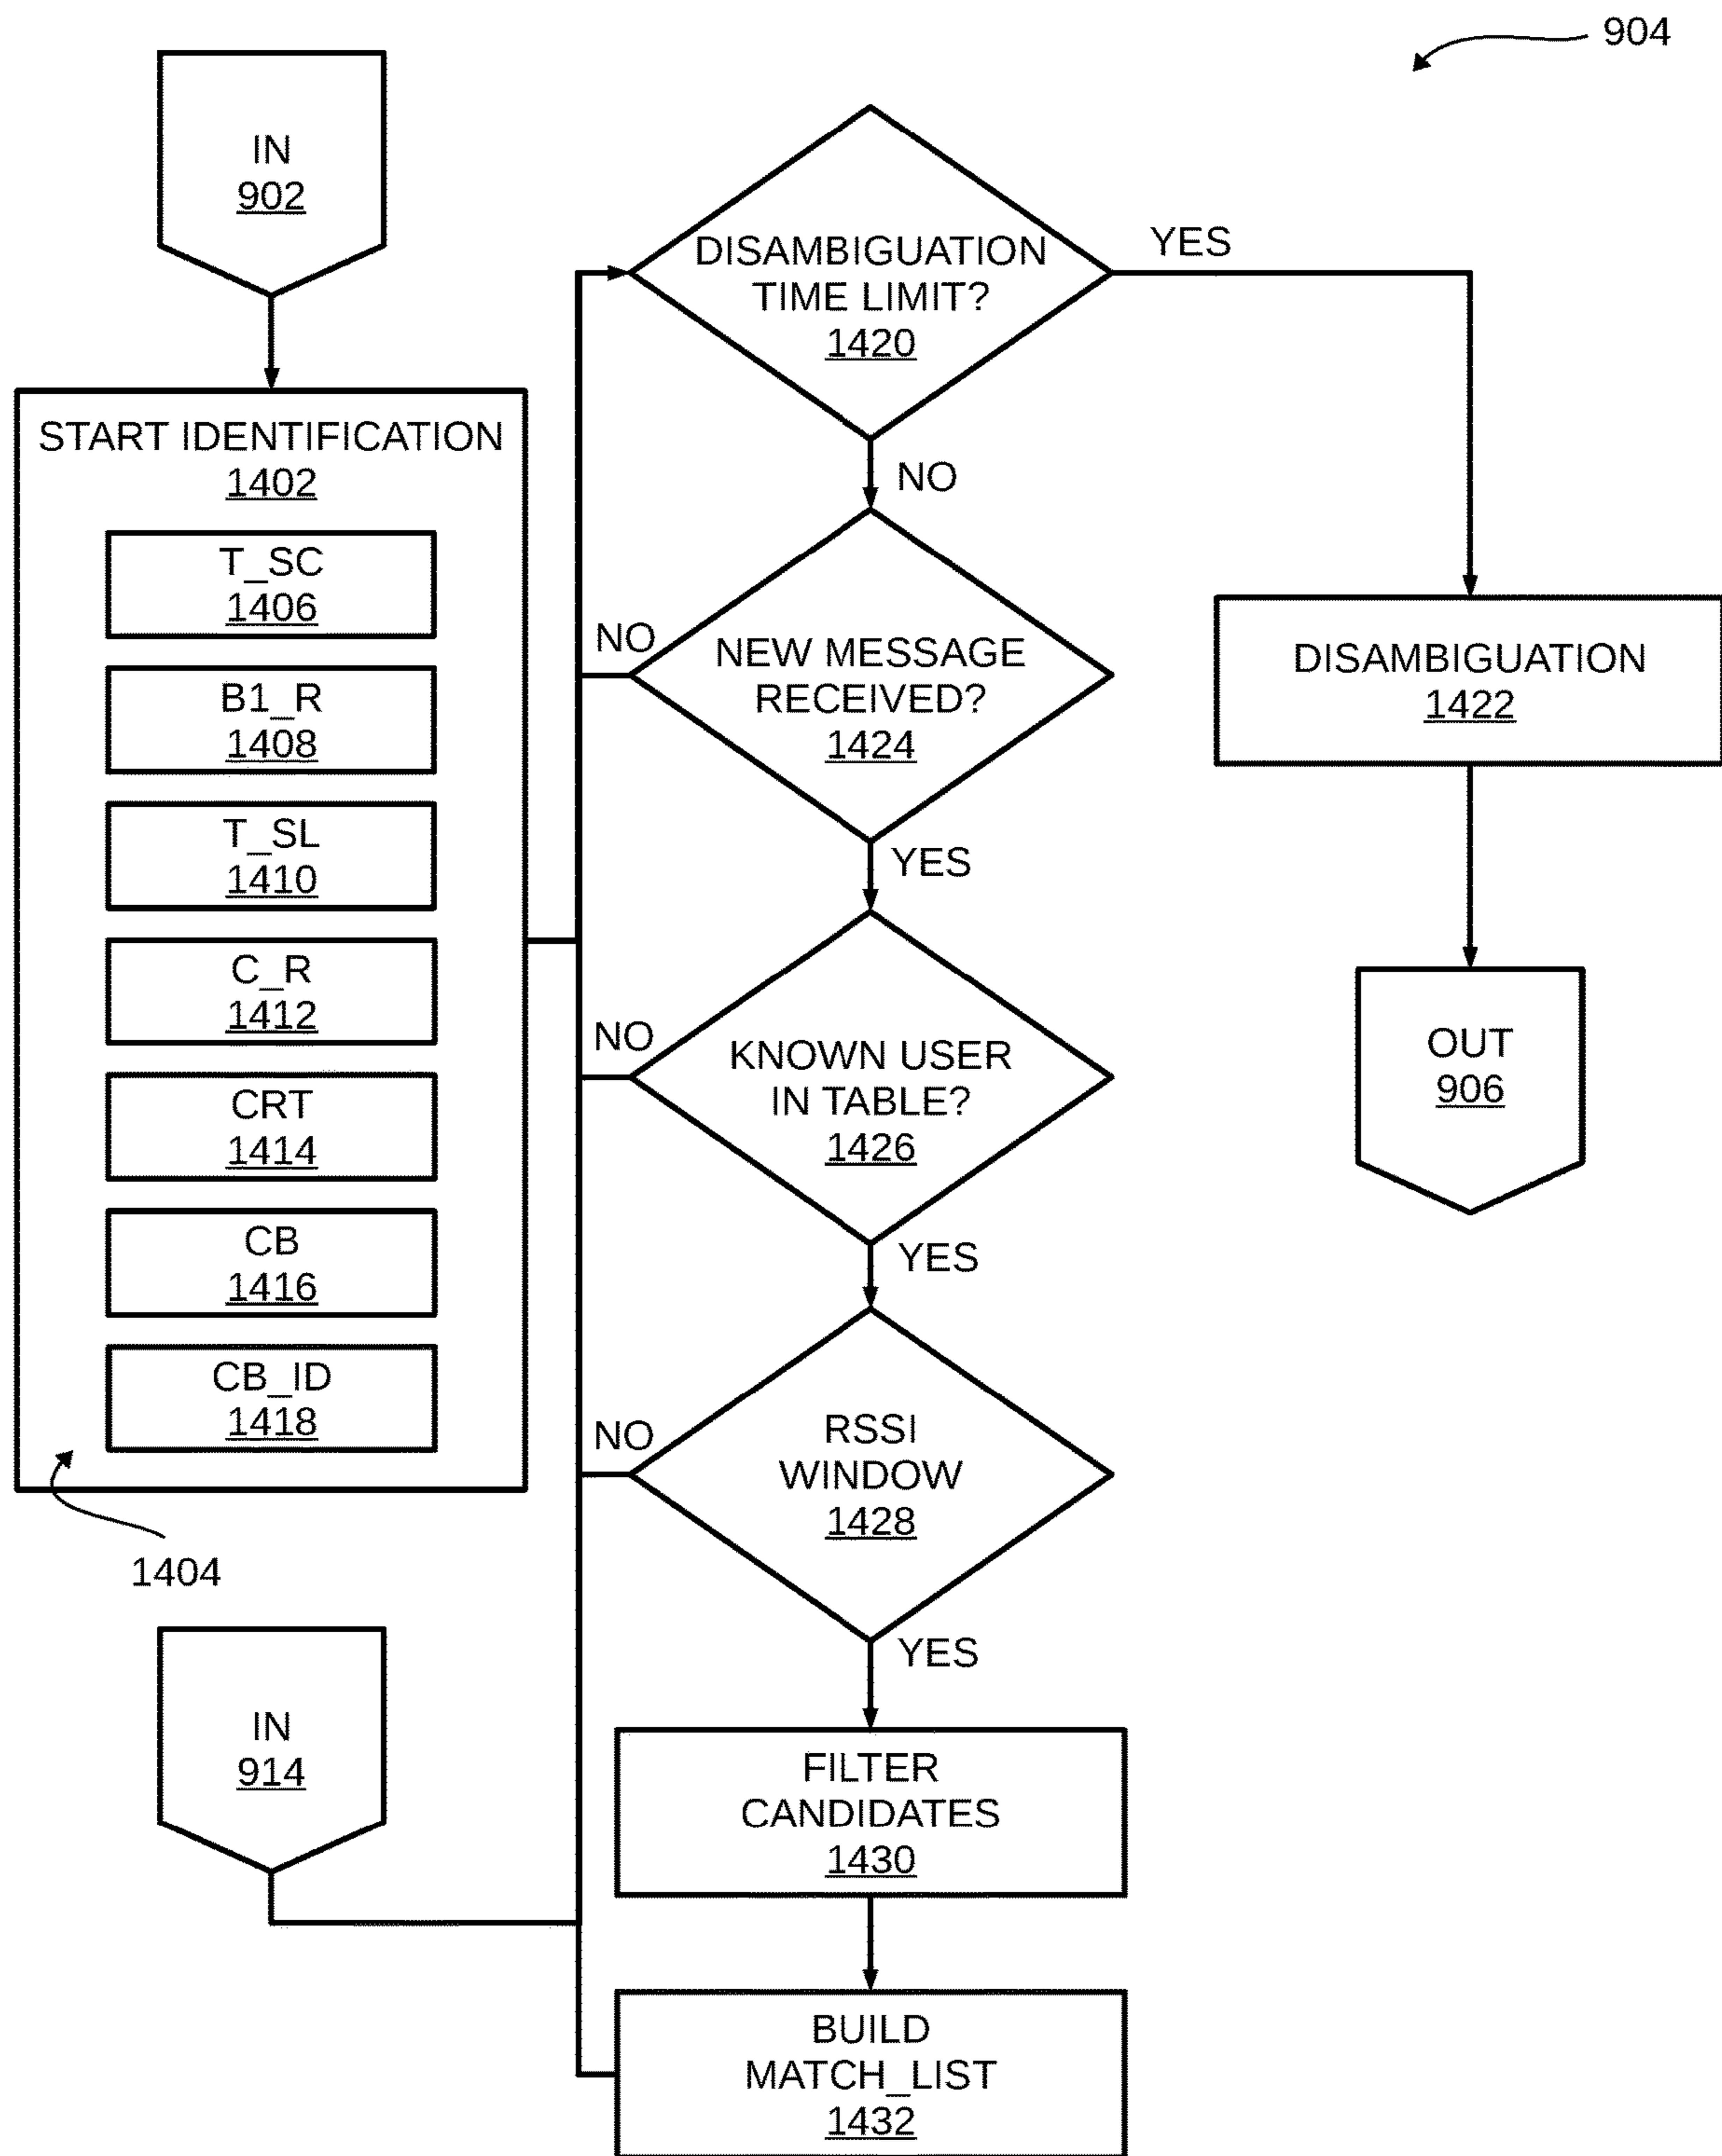 904
IN
902
START IDENTIFICATION
1402
T_SC
1406
B1_R
1408
T_SL
1410
C_R
1412
CRT
1414
CB
1416
CB_ID
1418
1404
IN
914
DISAMBIGUATION
TIME LIMIT?
1420
YES
NO
NEW MESSAGE
RECEIVED?
1424
NO
YES
KNOWN USER
IN TABLE?
1426
NO
YES
RSSI
WINDOW
1428
NO
YES
FILTER
CANDIDATES
1430
BUILD
MATCH_LIST
1432
DISAMBIGUATION
1422
OUT
906